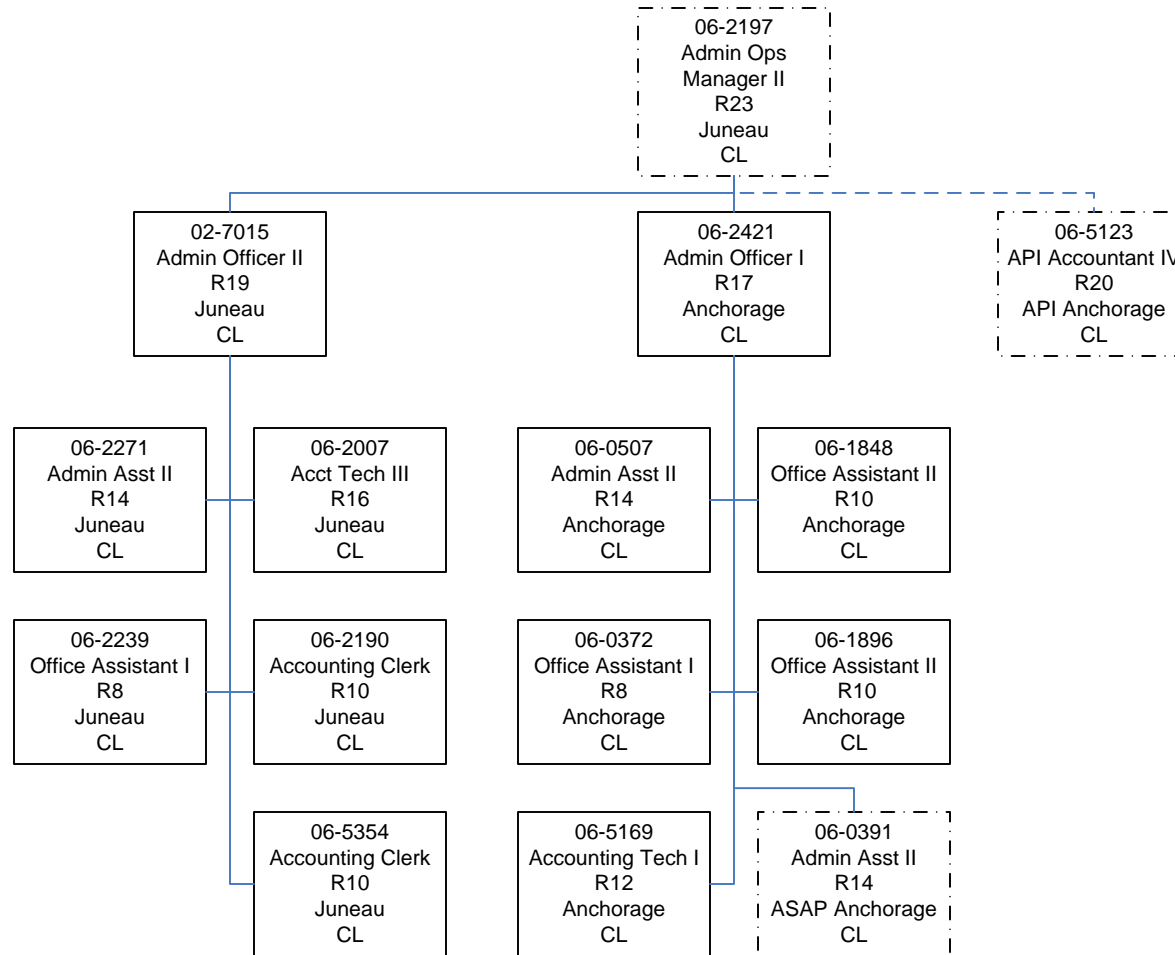 06-2197
Admin Ops
Manager II
R23
Juneau
CL
02-7015
Admin Officer II
R19
Juneau
CL
06-2421
Admin Officer I
R17
Anchorage
CL
06-5123
API Accountant IV
R20
API Anchorage
CL
06-2271
Admin Asst II
R14
Juneau
CL
06-2007
Acct Tech III
R16
Juneau
CL
06-0507
Admin Asst II
R14
Anchorage
CL
06-1848
Office Assistant II
R10
Anchorage
CL
06-2239
Office Assistant I
R8
Juneau
CL
06-2190
Accounting Clerk
R10
Juneau
CL
06-0372
Office Assistant I
R8
Anchorage
CL
06-1896
Office Assistant II
R10
Anchorage
CL
06-5354
Accounting Clerk
R10
Juneau
CL
06-5169
Accounting Tech I
R12
Anchorage
CL
06-0391
Admin Asst II
R14
ASAP Anchorage
CL